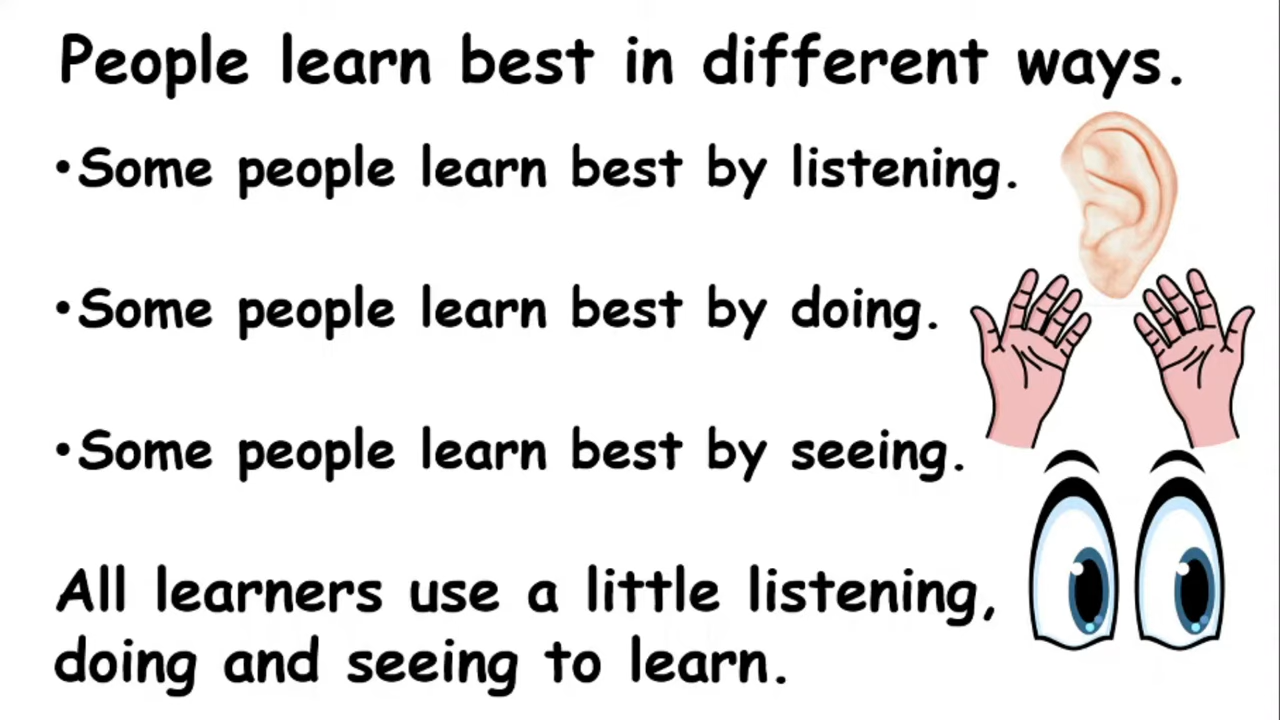 People learn best in different ways.
•Some people learn best by listening.
•Some people learn best by doing.
•Some people learn best by seeing.
All learners use a little listening,
doing and seeing to learn.